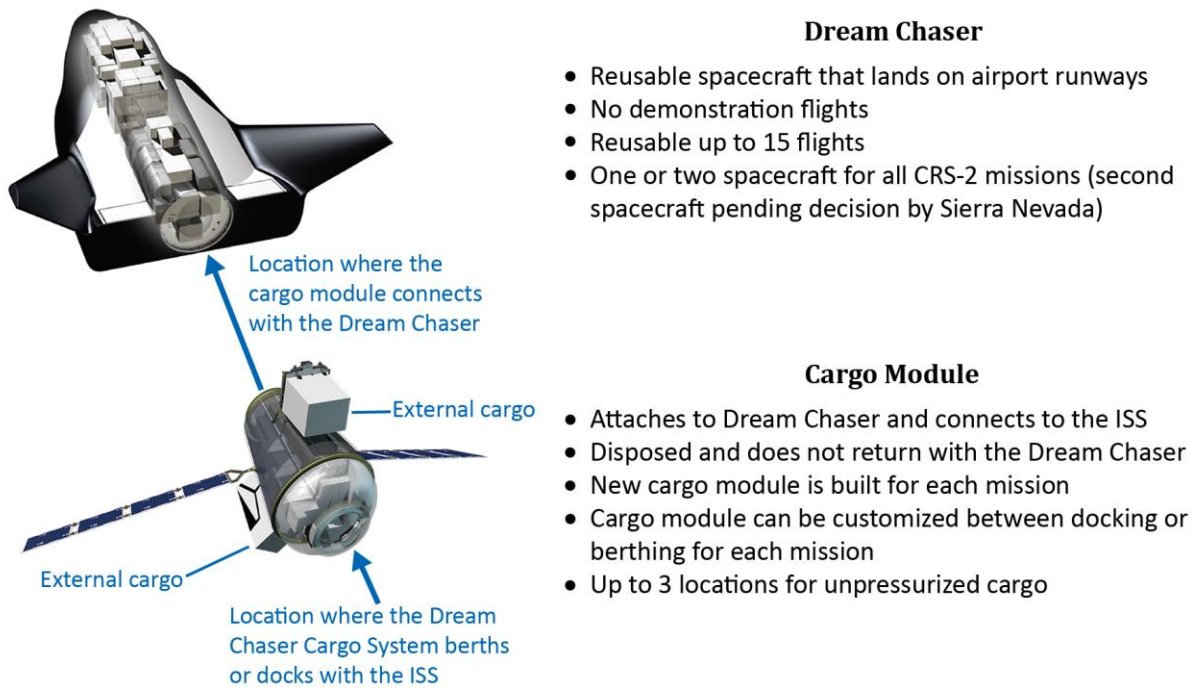 Dream Chaser
• Reusable spacecraft that lands on airport runways
• No demonstration flights
• Reusable up to 15 flights
• One or two spacecraft for all CRS-2 missions (second
spacecraft pending decision by Sierra Nevada)
Location where the
cargo module connects
with the Dream Chaser
External cargo
External cargo
Location where the Dream
Chaser Cargo System berths
or docks with the ISS
Cargo Module
• Attaches to Dream Chaser and connects to the ISS
• Disposed and does not return with the Dream Chaser
• New cargo module is built for each mission
• Cargo module can be customized between docking or
berthing for each mission
• Up to 3 locations for unpressurized cargo